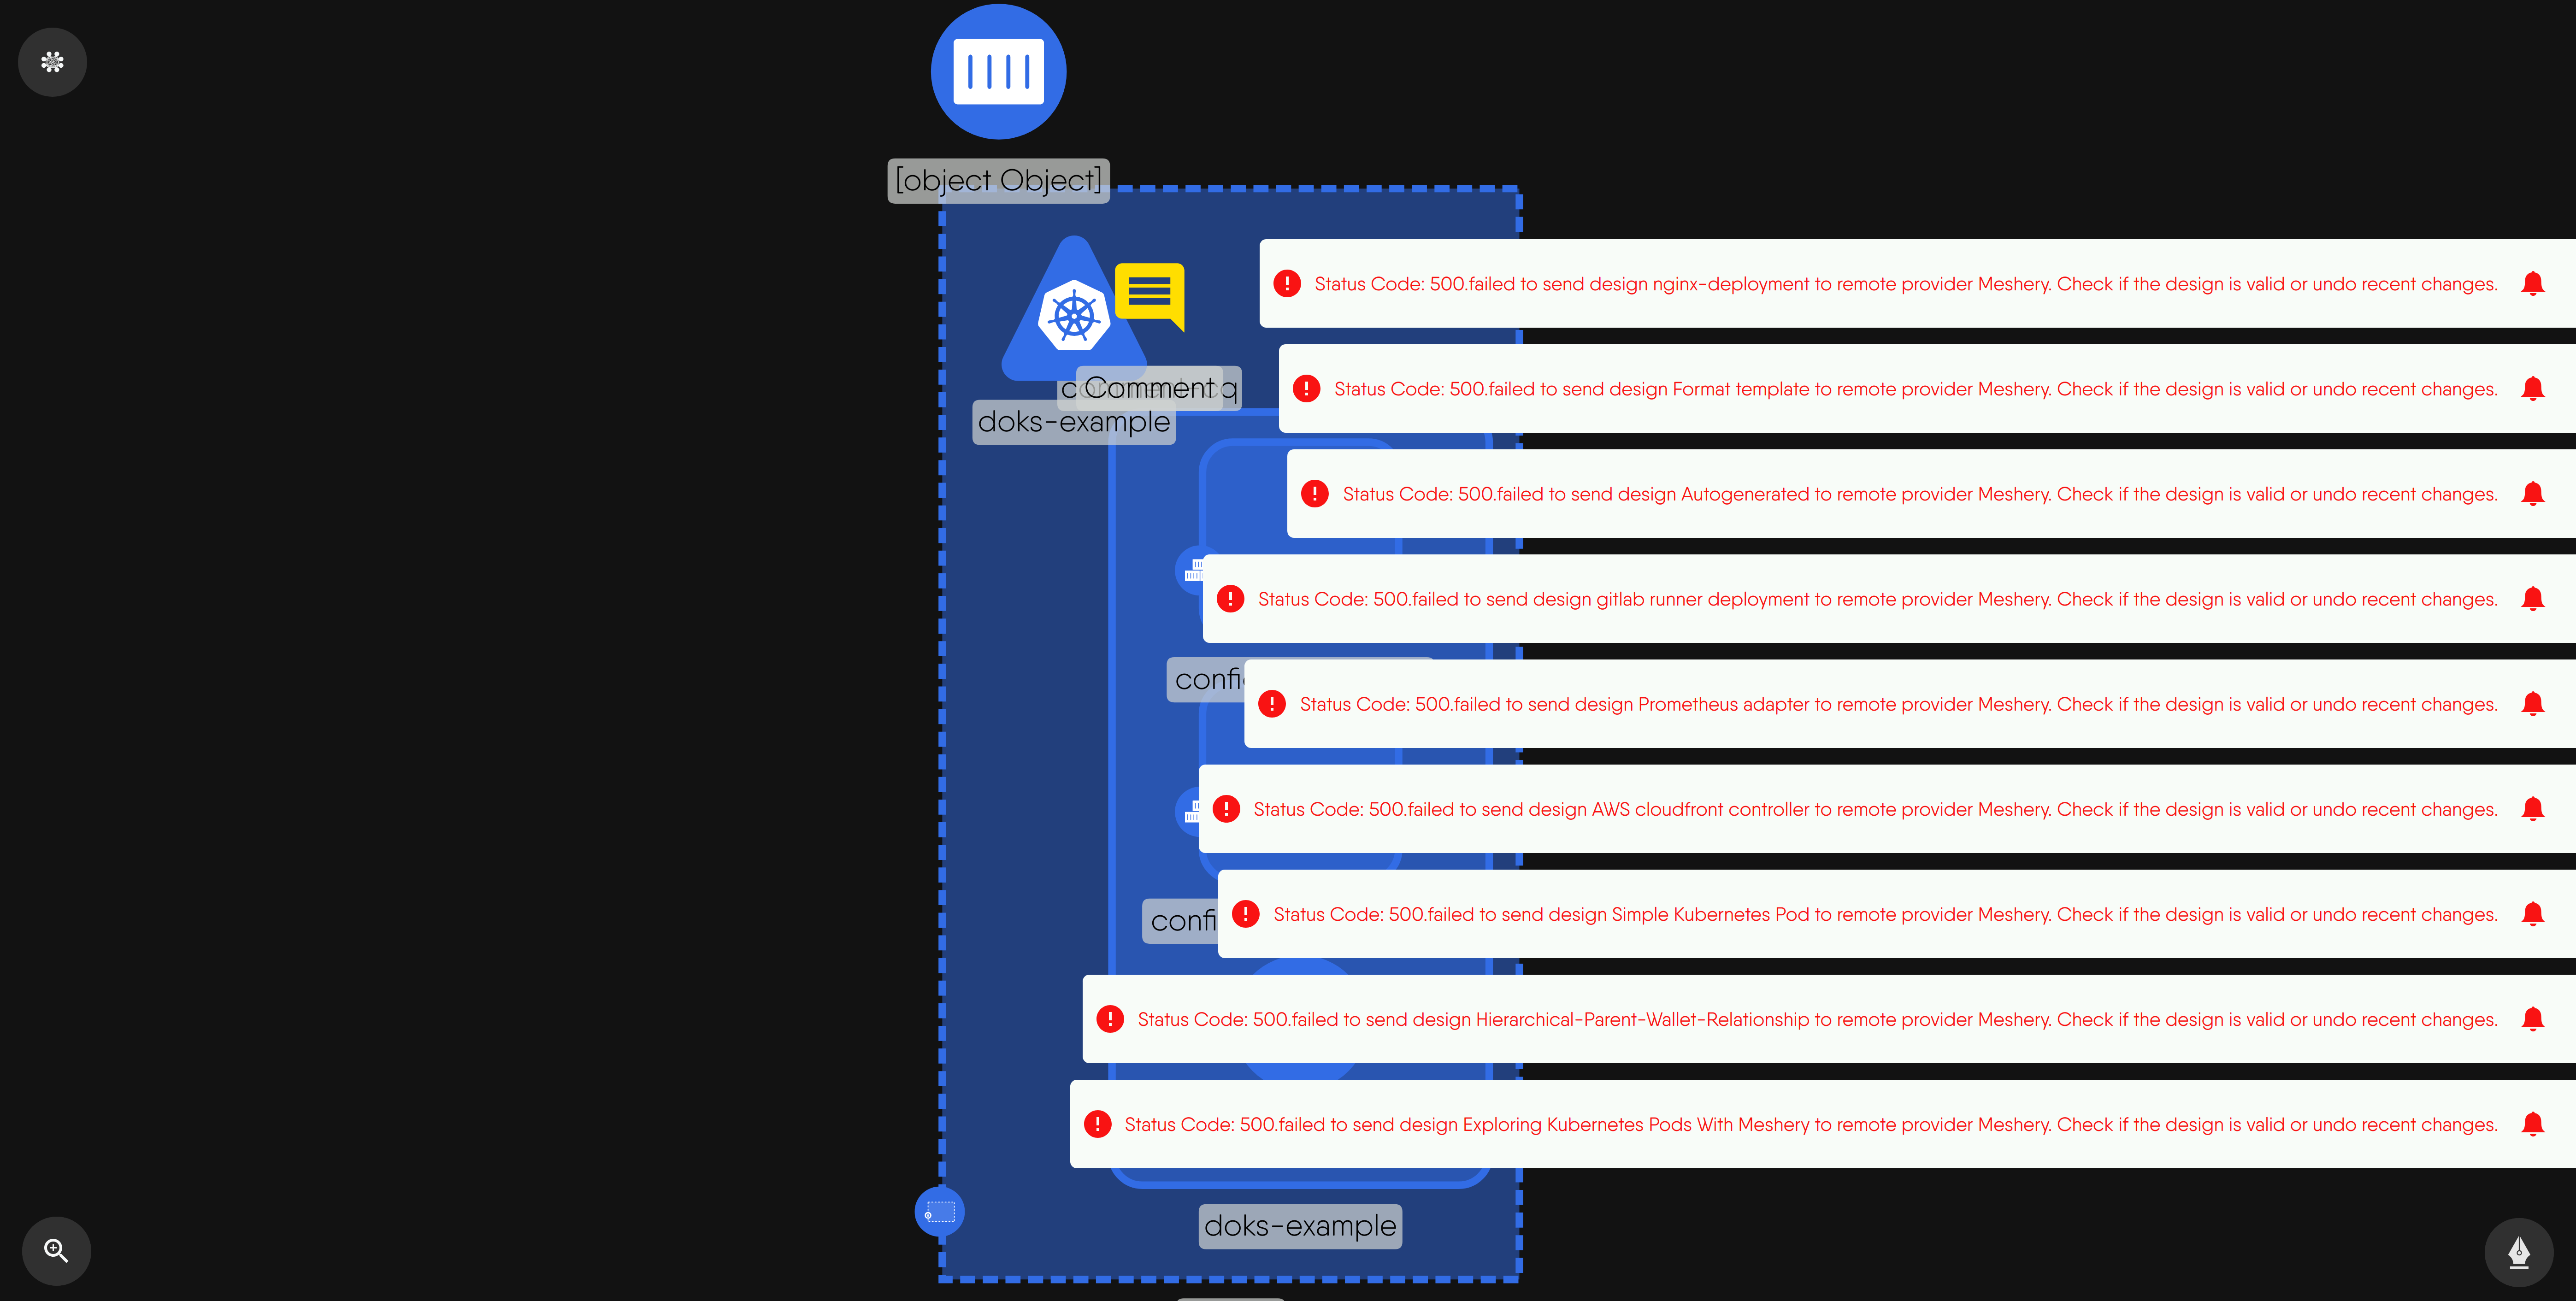 [object Object]
Status Code: 500.failed to send design nginx-deployment to remote provider Meshery. Check if the design is valid or undo recent changes.
Comment
Status Code: 500.failed to send design Format template to remote provider Meshery. Check if the design is valid or undo recent changes.
doks-example
Status Code: 500.failed to send design Autogenerated to remote provider Meshery. Check if the design is valid or undo recent changes.
Status Code: 500.failed to send design gitlab runner deployment to remote provider Meshery. Check if the design is valid or undo recent changes.
Status Code: 500.failed to send design Prometheus adapter to remote provider Meshery. Check if the design is valid or undo recent changes.
Status Code: 500.failed to send design AWS cloudfront controller to remote provider Meshery. Check if the design is valid or undo recent changes.
Status Code: 500.failed to send design Simple Kubernetes Pod to remote provider Meshery. Check if the design is valid or undo recent changes.
Status Code: 500.failed to send design Hierarchical-Parent-Wallet-Relationship to remote provider Meshery. Check if the design is valid or undo recent changes.
Status Code: 500.failed to send design Exploring Kubernetes Pods With Meshery to remote provider Meshery. Check if the design is valid or undo recent changes.
doks-example